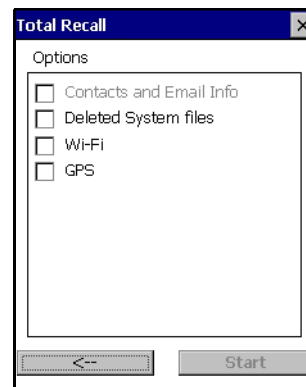 Total Recall
Options
Contacts and Email Info
Deleted System files
Wi-Fi
GPS
<--
Start